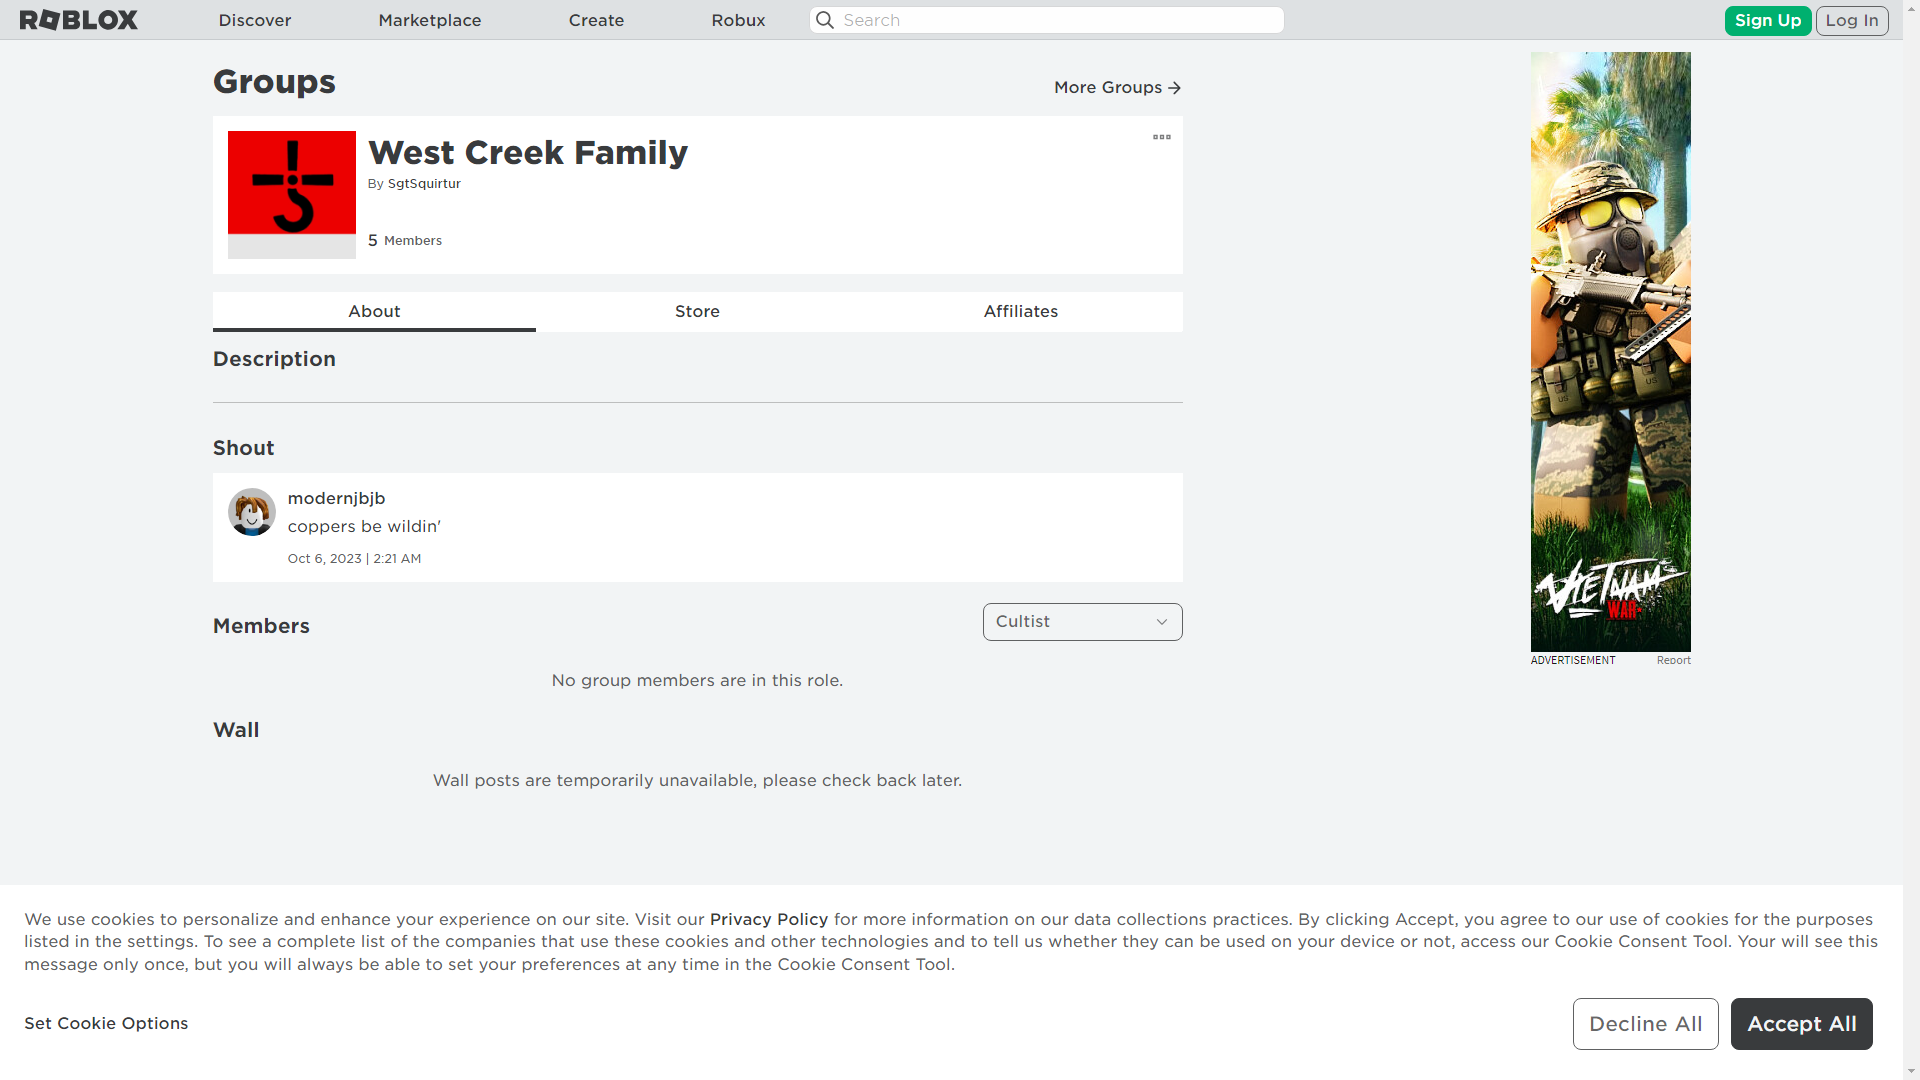 ROBLOX Discover Marketplace Create Robux Search Sign Up Log In
Groups
More Groups
West Creek Family
By SgtSquirtur
5 Members
About Store Affiliates
Description
Shout
modernjbjb
coppers be wildin'
Oct 6, 2023 | 2:21 AM
Members
Cultist
No group members are in this role.
Wall
Wall posts are temporarily unavailable, please check back later.
US
US
VIETNAM
WAR
ADVERTISEMENT Report
We use cookies to personalize and enhance your experience on our site. Visit our Privacy Policy for more information on our data collections practices. By clicking Accept, you agree to our use of cookies for the purposes
listed in the settings. To see a complete list of the companies that use these cookies and other technologies and to tell us whether they can be used on your device or not, access our Cookie Consent Tool. Your will see this
message only once, but you will always be able to set your preferences at any time in the Cookie Consent Tool.
Set Cookie Options
Decline All
Accept All